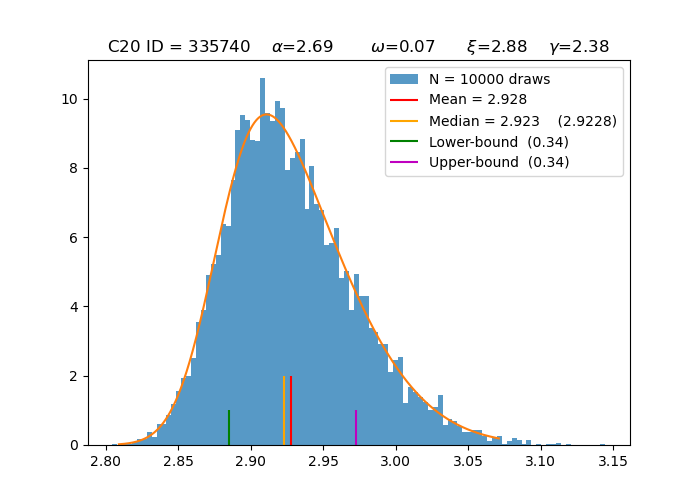 C20 ID = 335740 α=2.69 ω=0.07 ξ=2.88 γ=2.38
N = 10000 draws
Mean = 2.928
Median = 2.923 (2.9228)
Lower-bound (0.34)
Upper-bound (0.34)
10
8
6
4
2
0
2.80 2.85 2.90 2.95 3.00 3.05 3.10 3.15